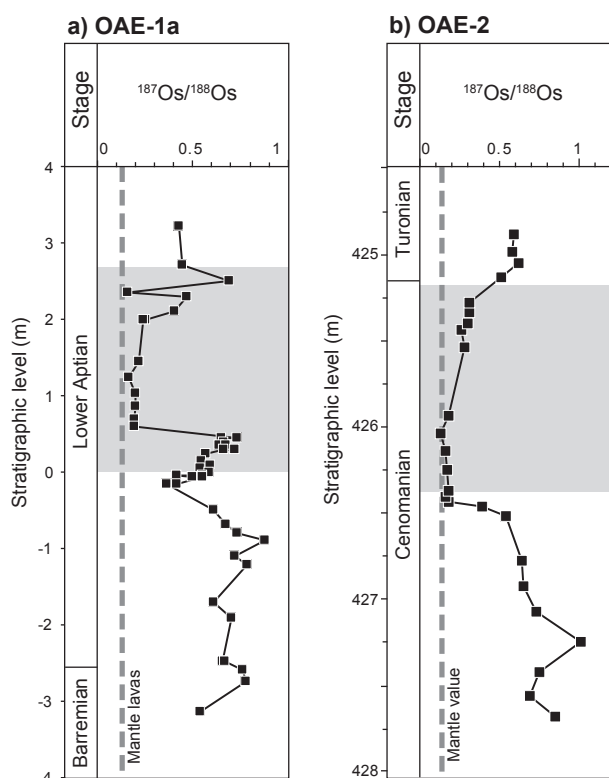 a) OAE-1a
Stage
187Os/188Os
0
0.5
1
4
3
2
1
0
-1
-2
-3
4
Stratigraphic level (m)
Lower Aptian
Barremian
Mantle lavas
b) OAE-2
Stage
187Os/188Os
0
0.5
1
425
426
427
428
Stratigraphic level (m)
Turonian
Cenomanian
Mantle value